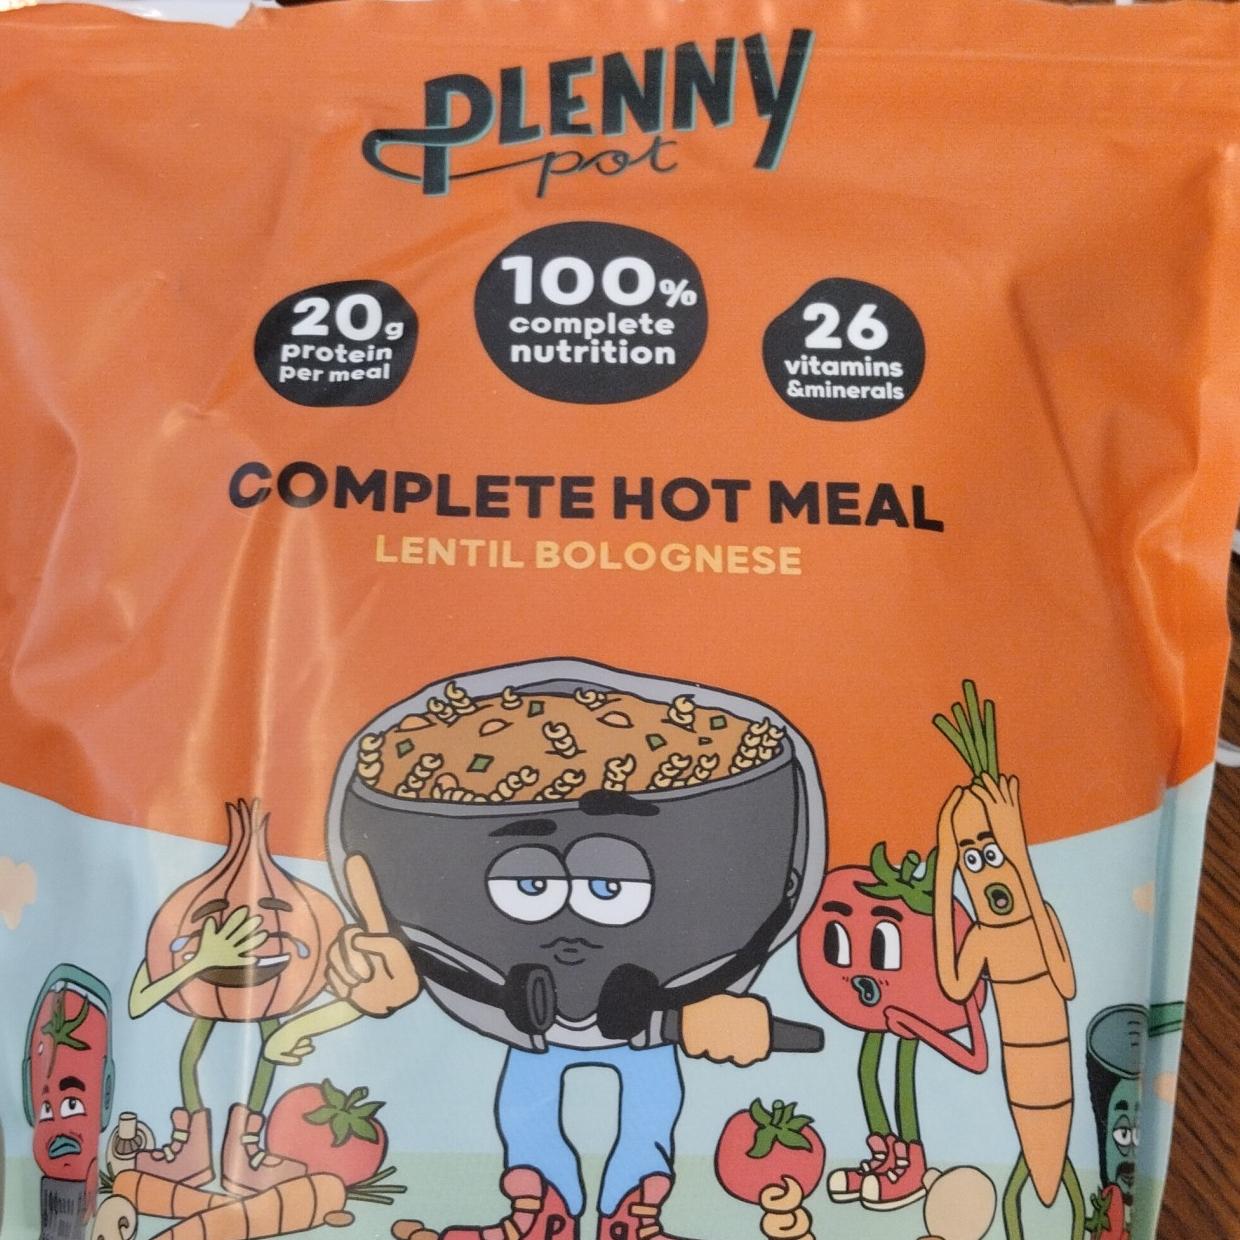 PLENNY
pot
20g
protein
per meal
100%
complete
nutrition
26
vitamins
&minerals
COMPLETE HOT MEAL
LENTIL BOLOGNESE